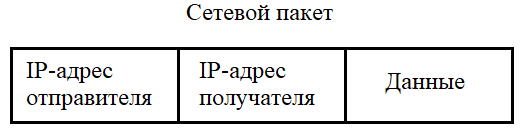 Сетевой пакет
IP-адрес
отправителя
IP-адрес
получателя
Данные